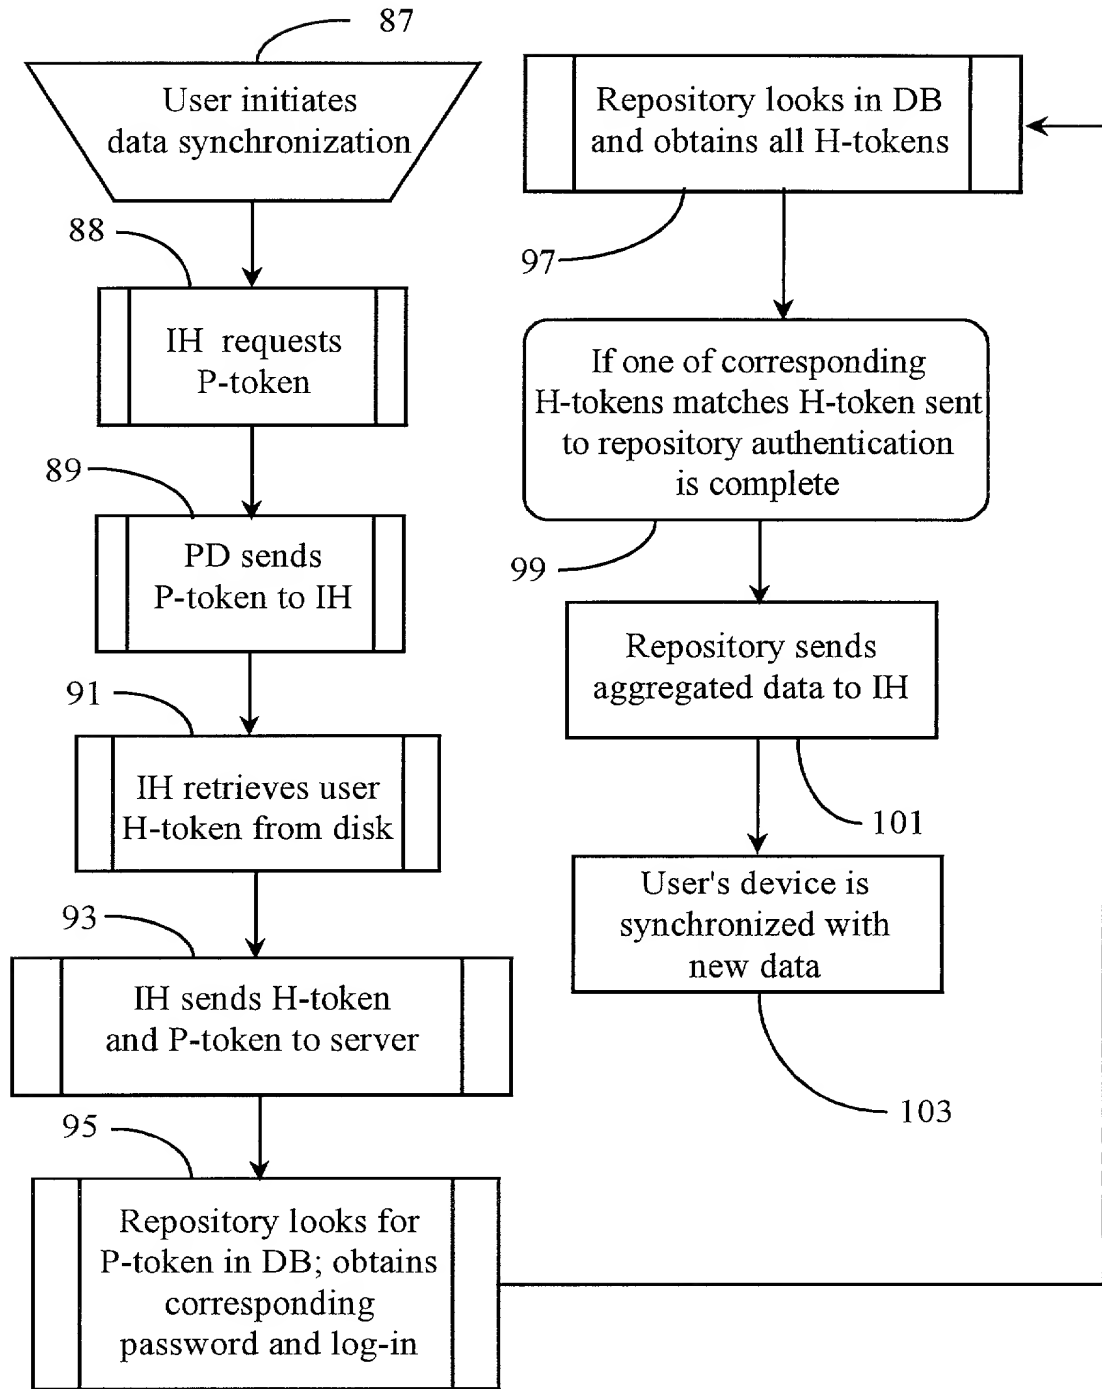 87
User initiates
data synchronization
88
IH requests
P-token
89
PD sends
P-token to IH
91
IH retrieves user
H-token from disk
93
IH sends H-token
and P-token to server
95
Repository looks for
P-token in DB; obtains
corresponding
password and log-in
Repository looks in DB
and obtains all H-tokens
97
If one of corresponding
H-tokens matches H-token sent
to repository authentication
is complete
99
Repository sends
aggregated data to IH
101
User's device is
synchronized with
new data
103